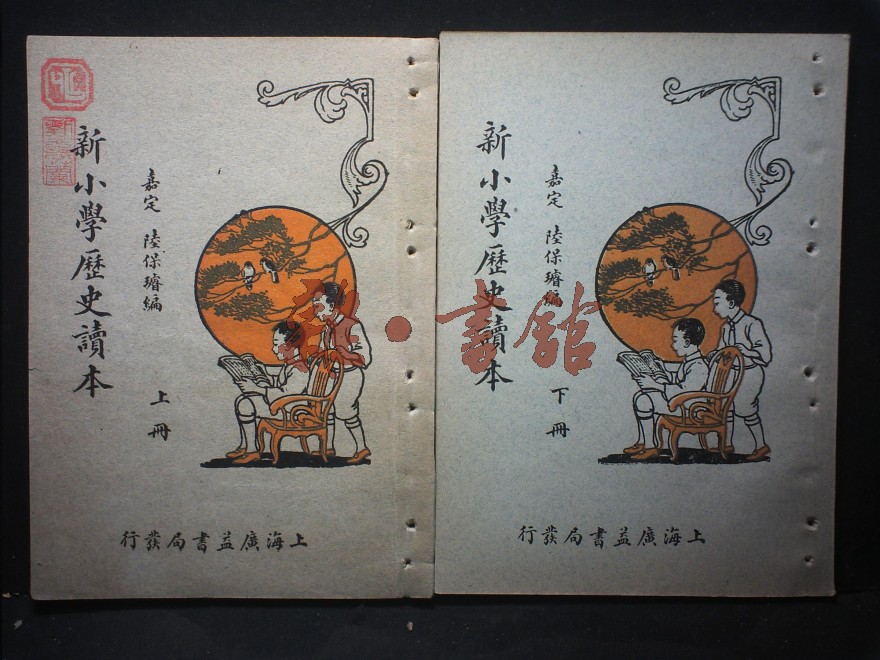 新小學歷史讀本
嘉定 陸保璿編
上冊
上海廣益書局發行
新小學歷史讀本
嘉定 陸保璿編
下冊
上海廣益書局發行
書館